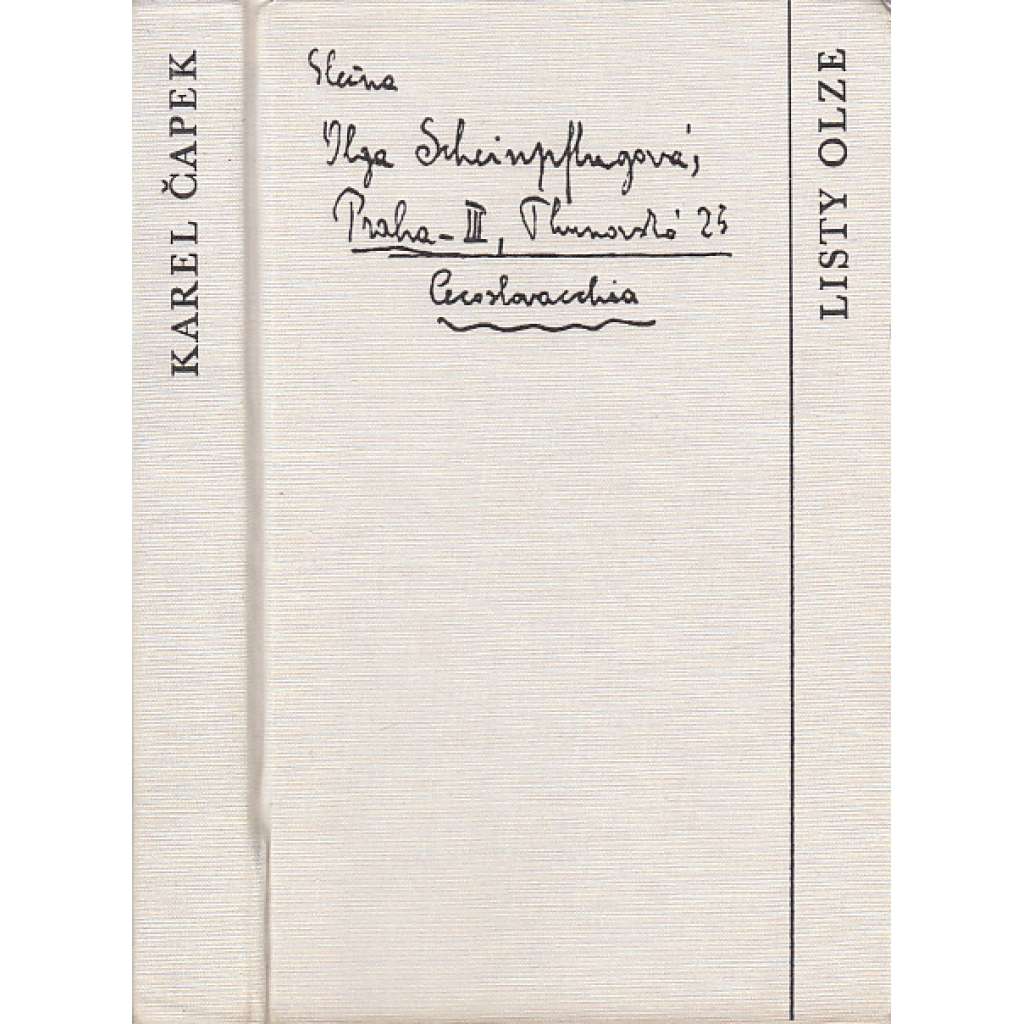 KAREL ČAPEK
Slečna
Olga Scheinpflugová,
Praha-III, Thunovská 23
Cecoslovacchia
LISTY OLZE